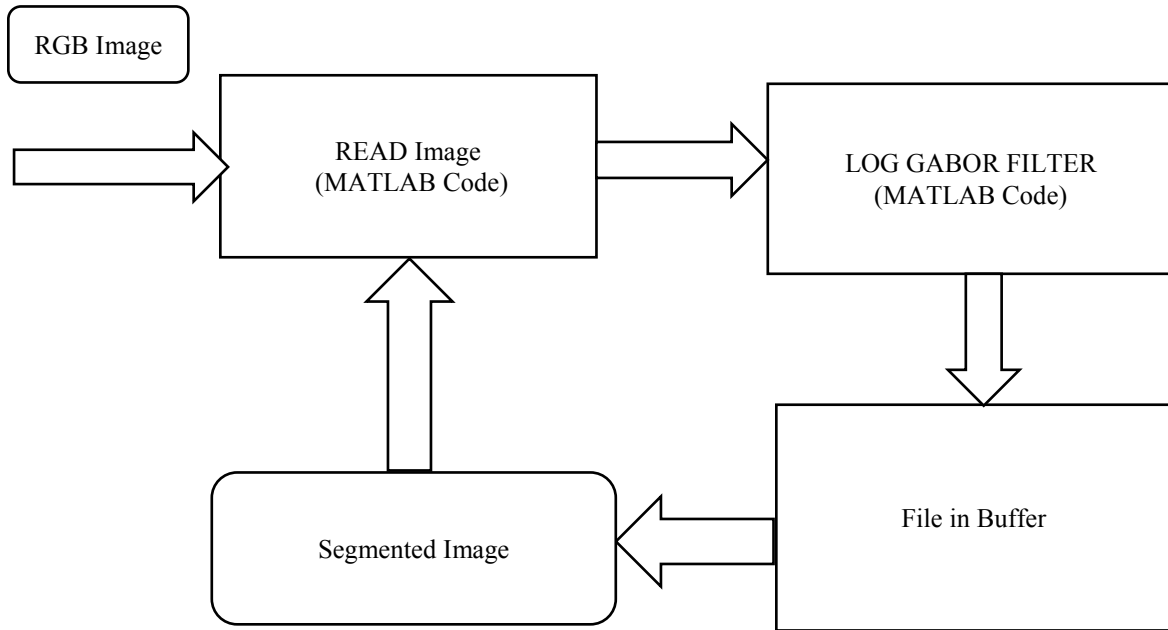 RGB Image
READ Image
(MATLAB Code)
LOG GABOR FILTER
(MATLAB Code)
File in Buffer
Segmented Image